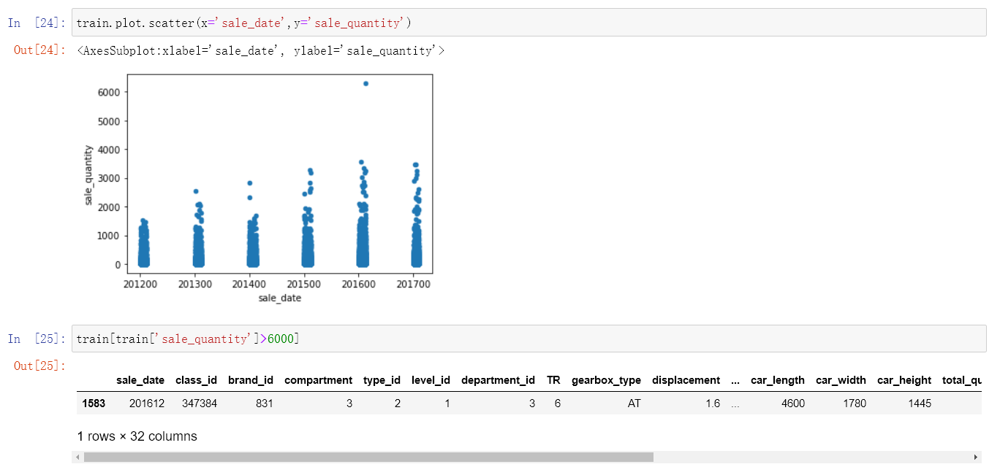 In [24]: train.plot.scatter(x='sale_date',y='sale_quantity')
Out[24]: <AxesSubplot:xlabel='sale_date', ylabel='sale_quantity'>
6000
5000
4000
3000
2000
1000
0
sale_quantity
201200 201300 201400 201500 201600 201700
sale_date
In [25]: train[train['sale_quantity']>6000]
Out[25]:
sale_date class_id brand_id compartment type_id level_id department_id TR gearbox_type displacement ... car_length car_width car_height total_qu
1583 201612 347384 831 3 2 1 3 6 AT 1.6 ... 4600 1780 1445
1 rows × 32 columns